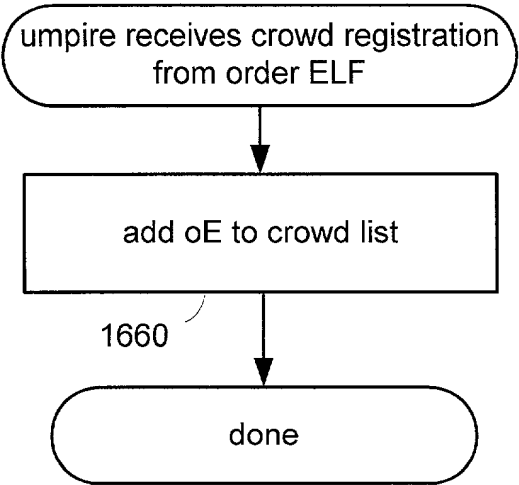 umpire receives crowd registration
from order ELF
add oE to crowd list
1660
done